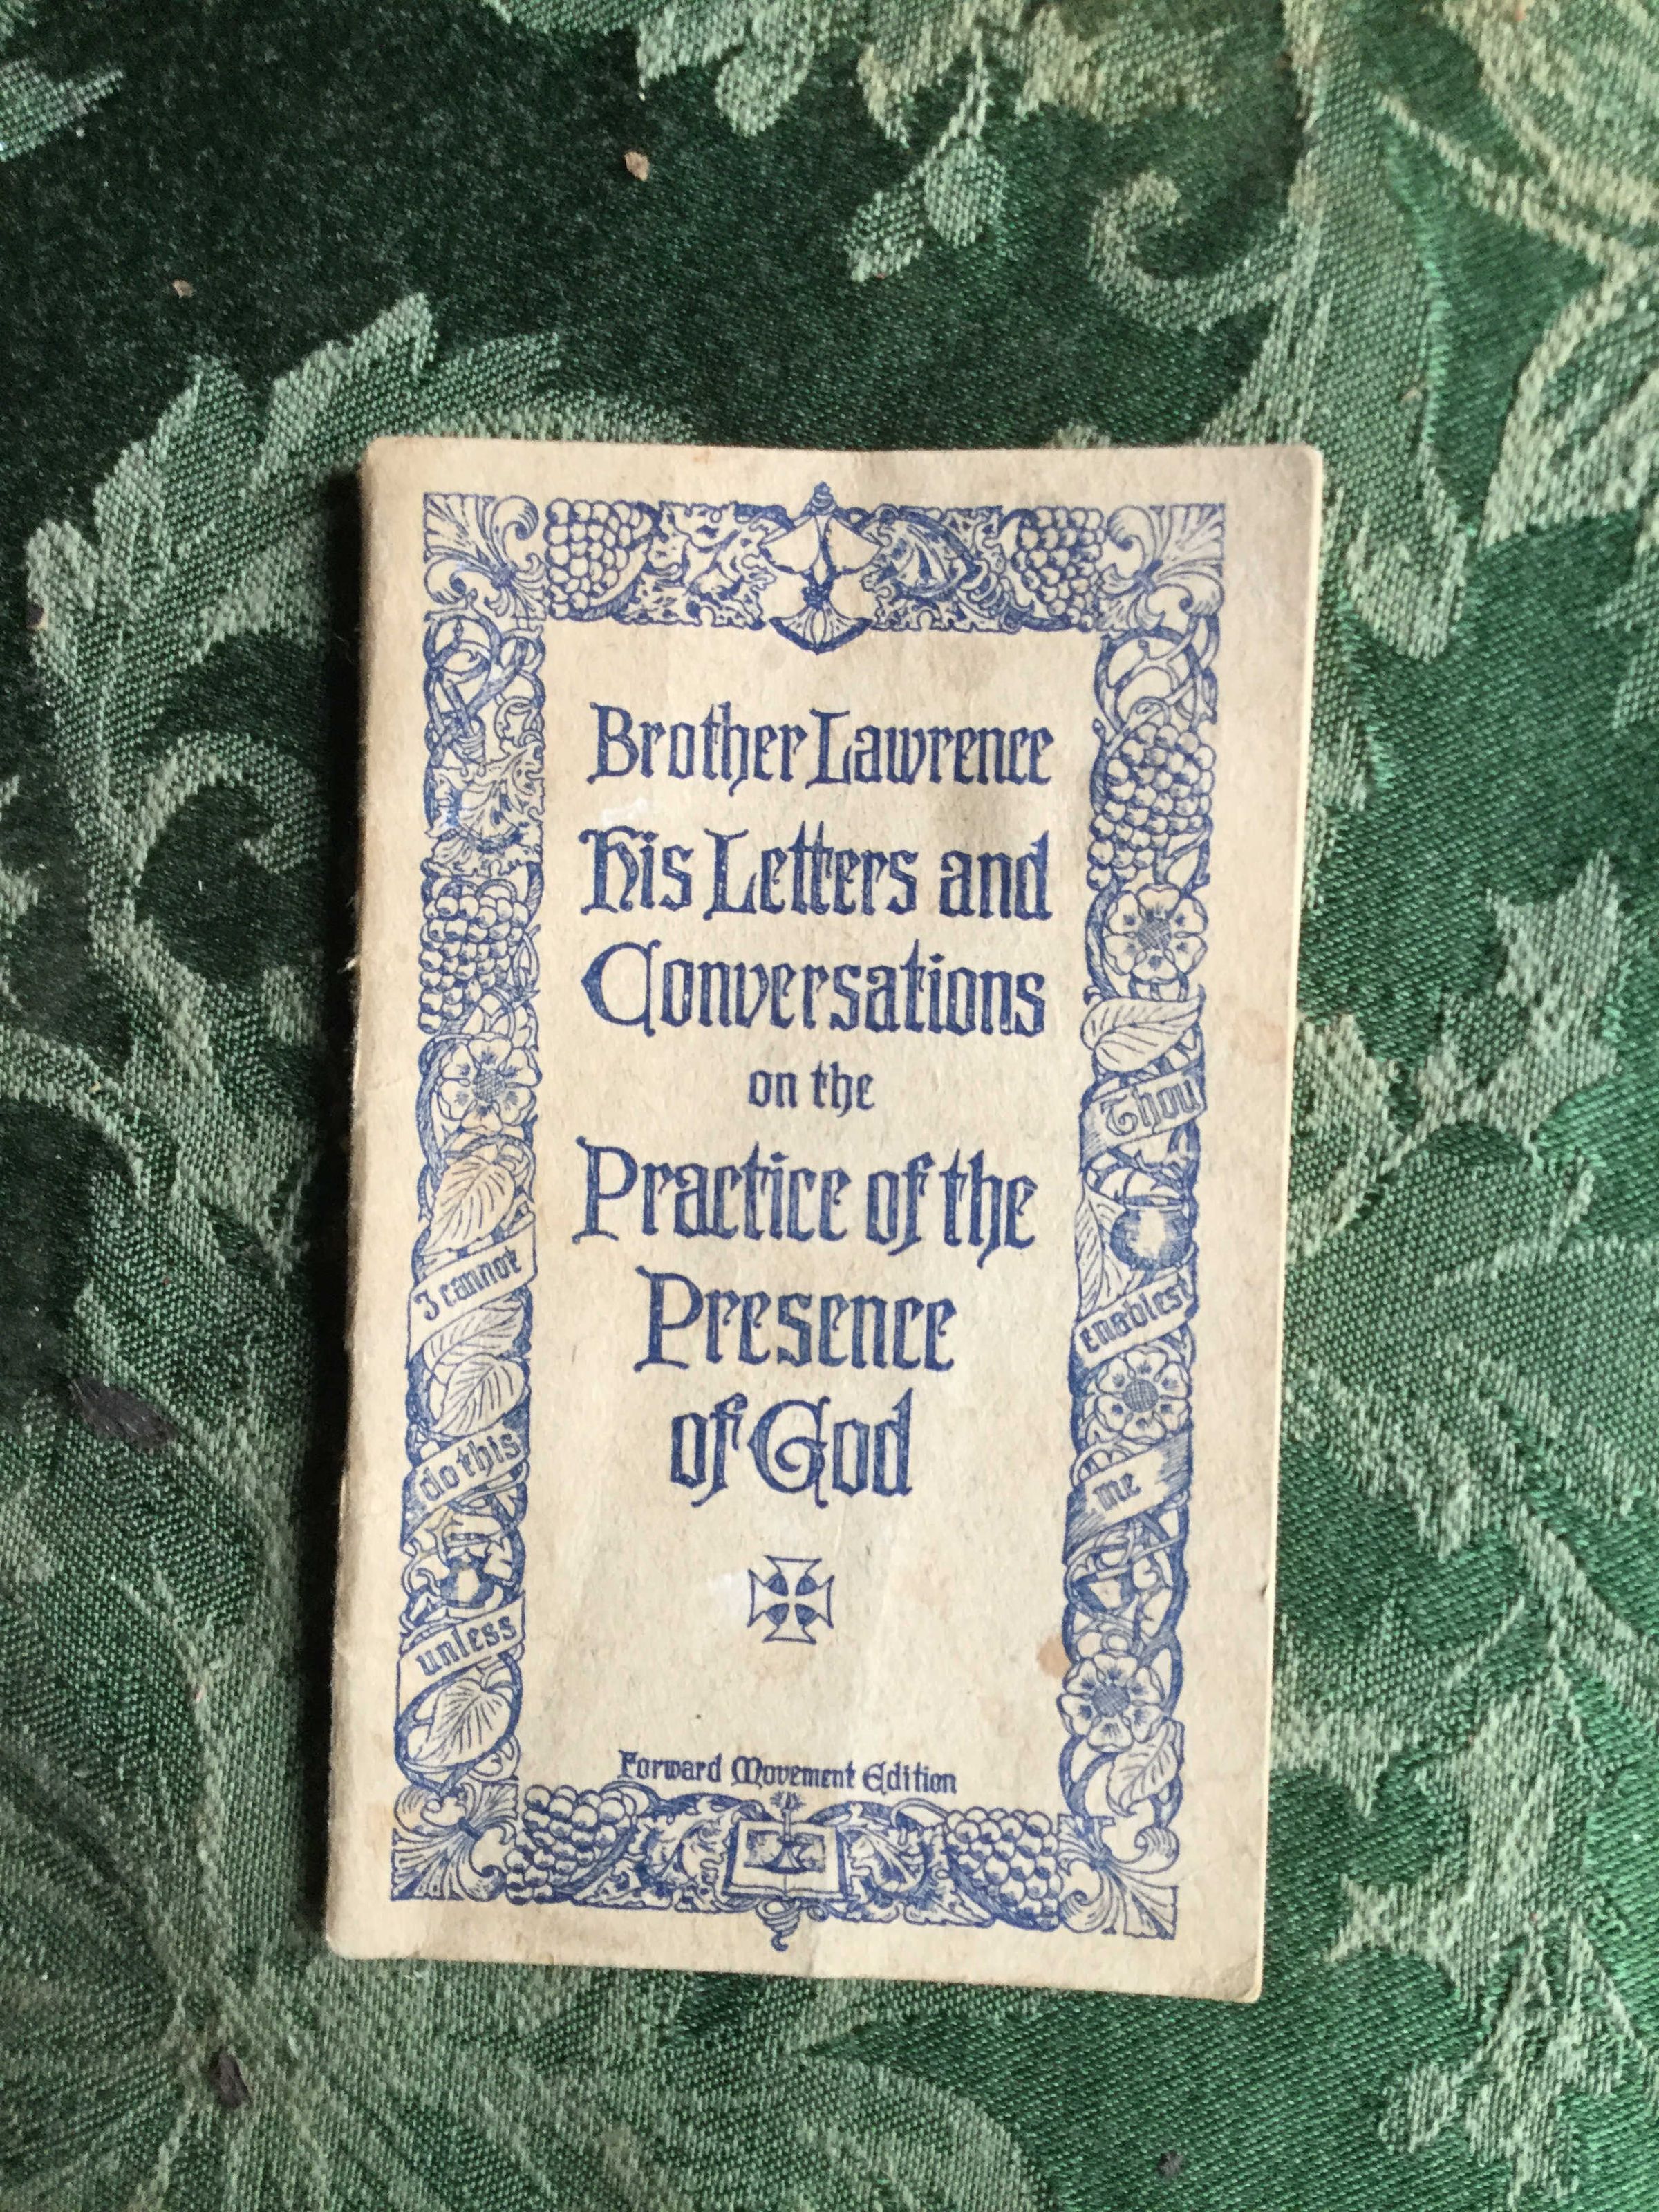 Brother Lawrence
His Letters and
Conversations
on the
Practice of the
Presence
of God
I cannot
do this
unless
Thou
enablest
me
Forward Movement Edition